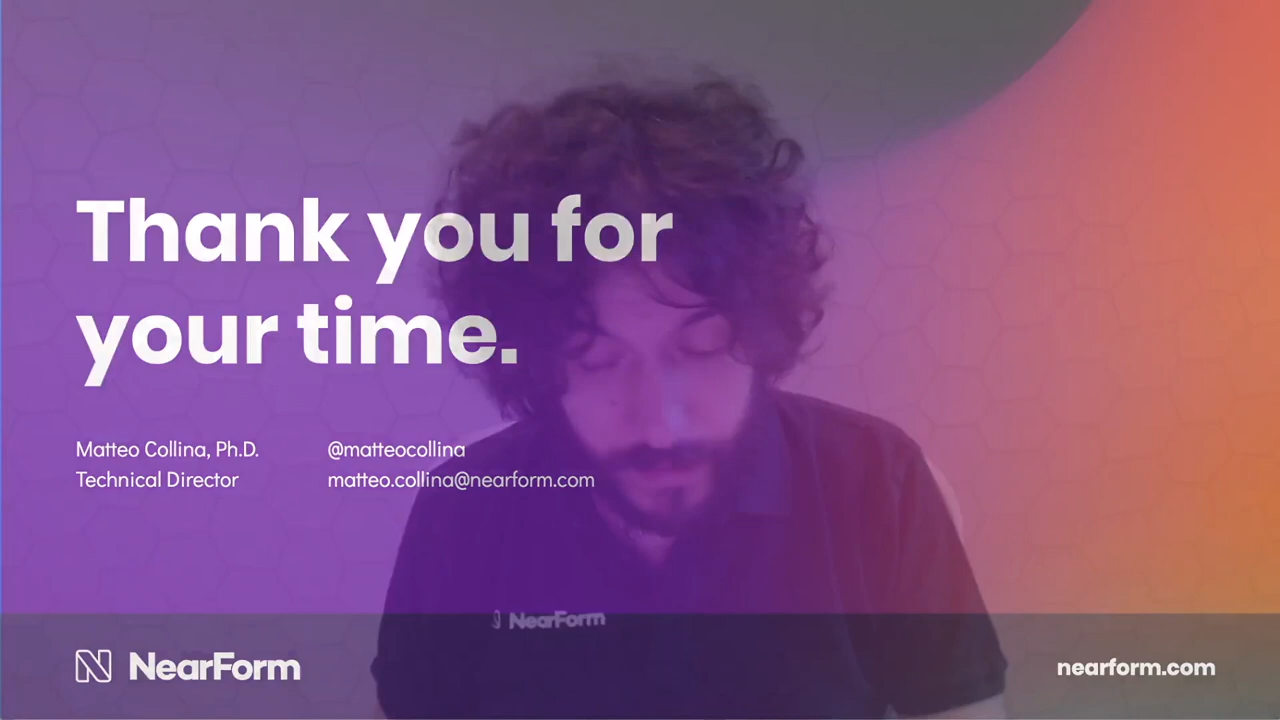 Thank you for
your time.
Matteo Collina, Ph.D.
@matteocollina
Technical Director
matteo.collina@nearform.com
NearForm
NearForm
nearform.com